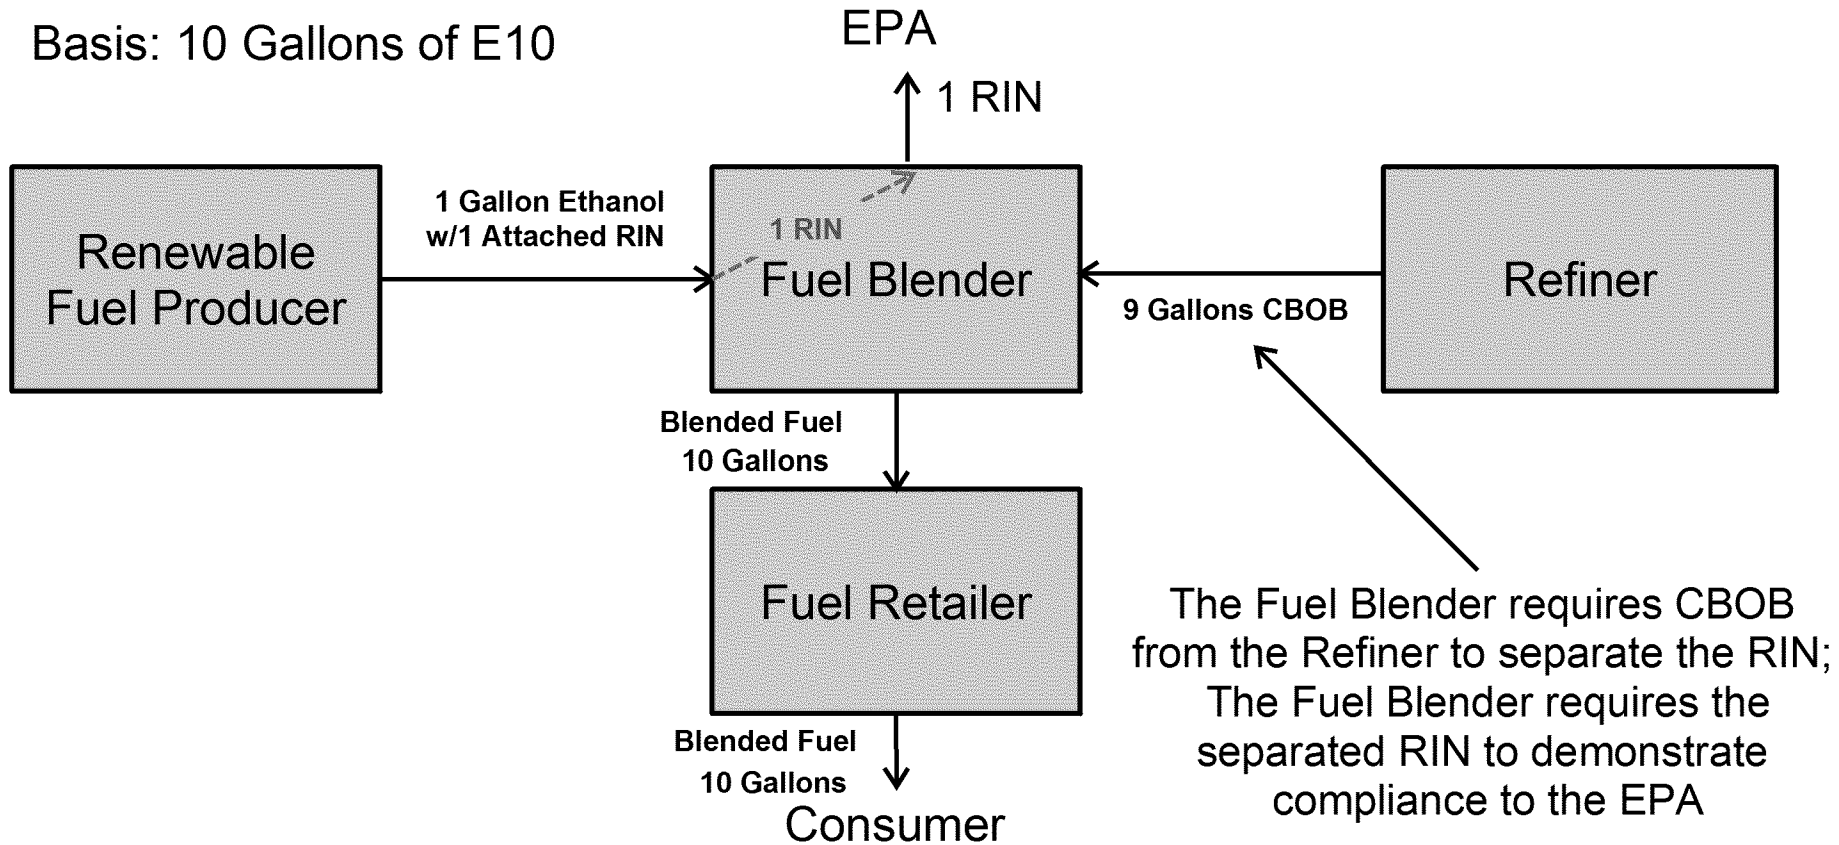 Basis: 10 Gallons of E10
EPA
1 RIN
Renewable
Fuel Producer
1 Gallon Ethanol
w/1 Attached RIN
1 RIN
Fuel Blender
9 Gallons CBOB
Refiner
Blended Fuel
10 Gallons
Fuel Retailer
Blended Fuel
10 Gallons
Consumer
The Fuel Blender requires CBOB
from the Refiner to separate the RIN;
The Fuel Blender requires the
separated RIN to demonstrate
compliance to the EPA